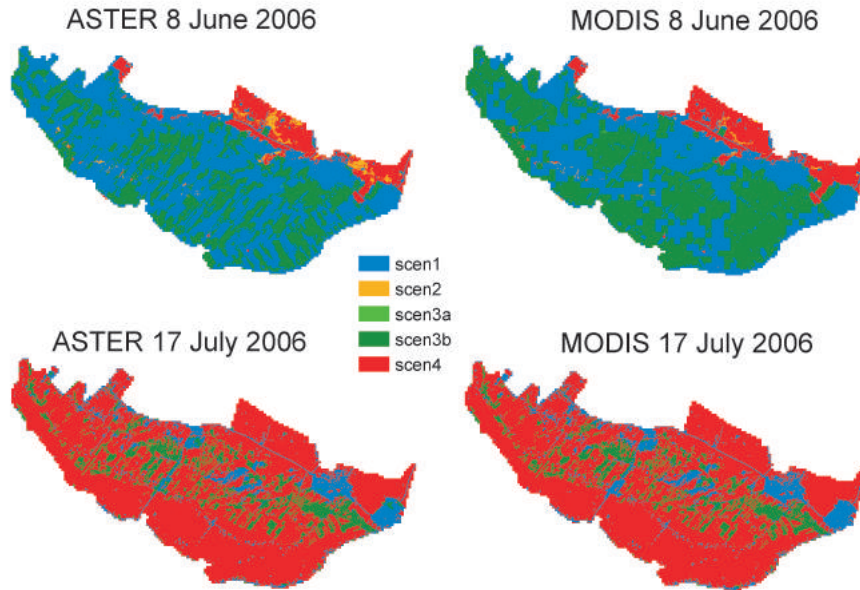 ASTER 8 June 2006
MODIS 8 June 2006
scen1
scen2
scen3a
scen3b
scen4
ASTER 17 July 2006
MODIS 17 July 2006